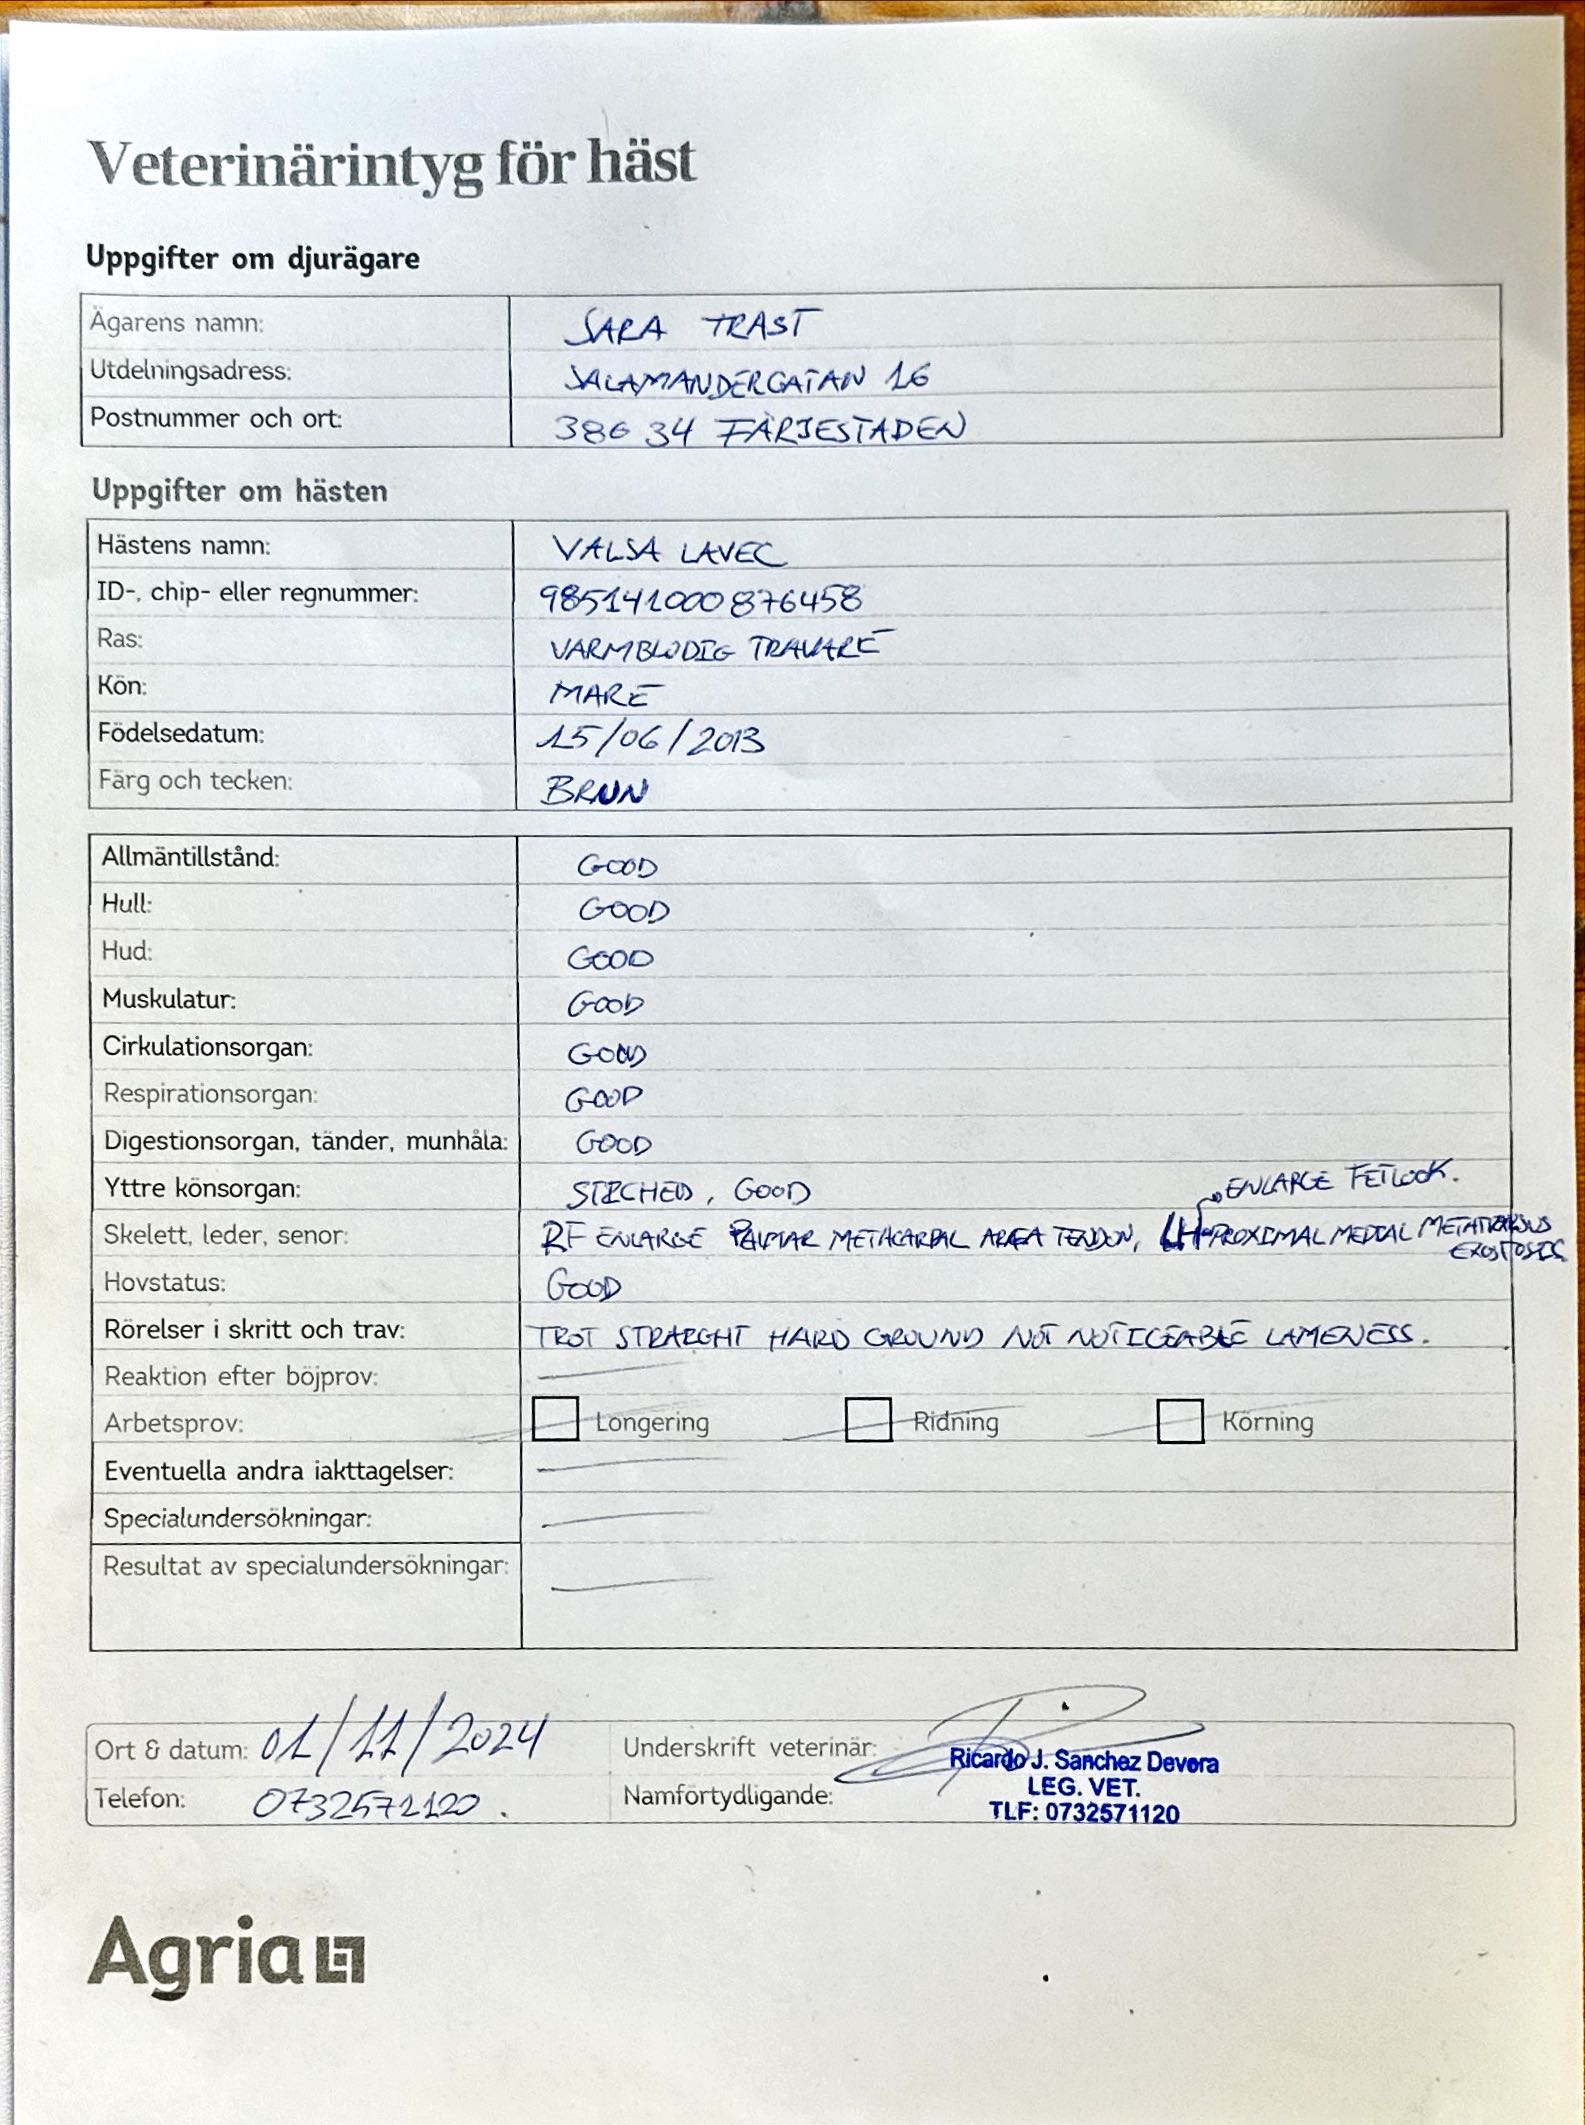 Veterinärintyg för häst
Uppgifter om djurägare
Ägarens namn: SARA TRAST
Utdelningsadress: SALAMANDERGATAN 16
Postnummer och ort: 386 34 FÄRJESTADEN
Uppgifter om hästen
Hästens namn: VALSA LAVEC
ID-, chip- eller regnummer: 985141000876458
Ras: VARMBLODIG TRAVARE
Kön: MARE
Födelsedatum: 15/06/2013
Färg och tecken: BRUN
Allmäntillstånd: GOOD
Hull: GOOD
Hud: GOOD
Muskulatur: GOOD
Cirkulationsorgan: GOOD
Respirationsorgan: GOOD
Digestionsorgan, tänder, munhåla: GOOD
Yttre könsorgan: STICHED, GOOD
ENLARGE FETLOCK.
Skelett, leder, senor: RF ENLARGE PALMAR METACARPAL AREA TENDON, LH PROXIMAL MEDIAL METATARSUS
EXOSTOSIS
Hovstatus: GOOD
Rörelser i skritt och trav: TROT STRAIGHT HARD GROUND NOT NOTICEABLE LAMENESS.
Reaktion efter böjprov:
Arbetsprov: Longering Ridning Körning
Eventuella andra iakttagelser:
Specialundersökningar:
Resultat av specialundersökningar:
Ort & datum: 01/11/2024 Underskrift veterinär:
Ricardo J. Sanchez Devora
LEG. VET.
Telefon: 0732571120. Namförtydligande:
TLF: 0732571120
Agria